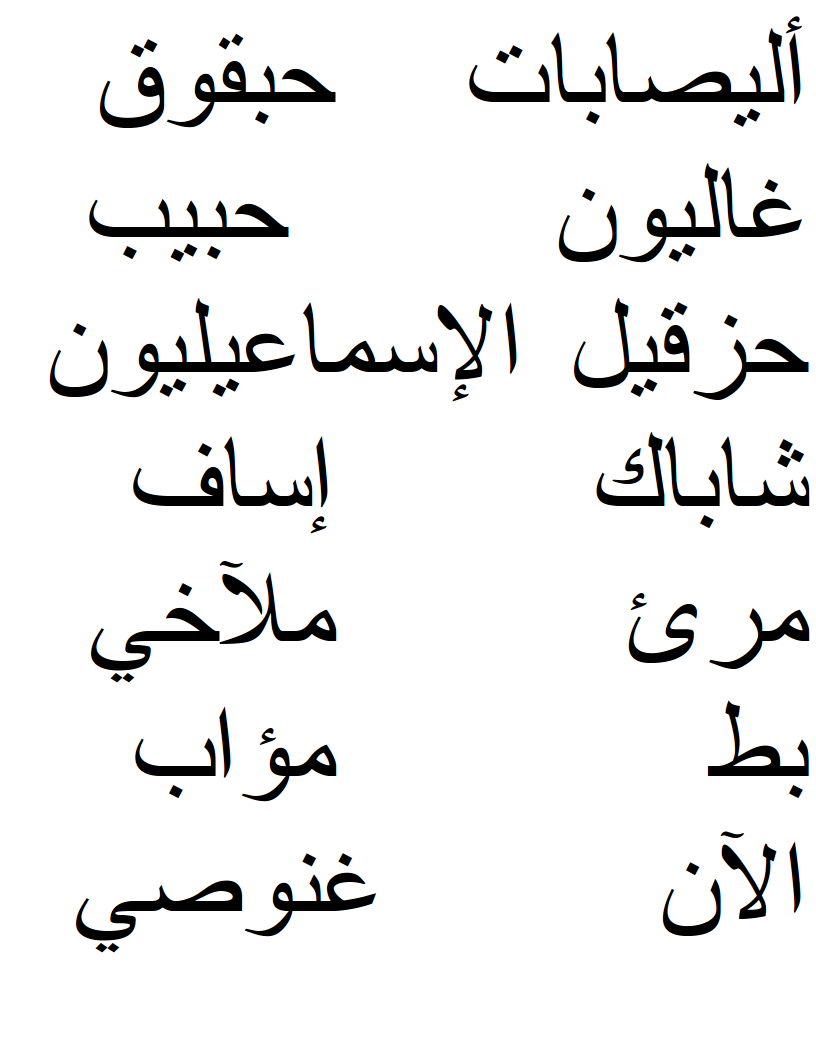 أليصابات حبقوق
غاليون حبيب
حزقيل الإسماعيليون
شاباك إساف
مرئ ملآخي
بط مؤاب
الآن غنوصي